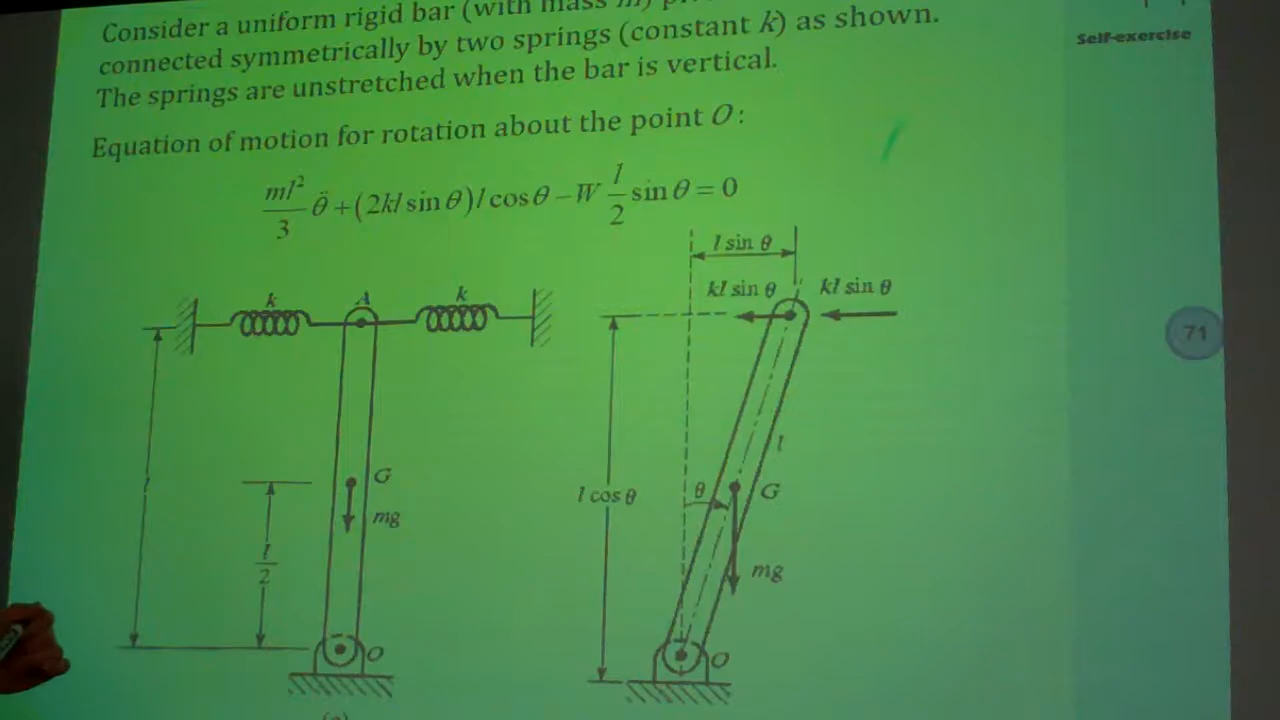 Consider a uniform rigid bar (with mass m)
connected symmetrically by two springs (constant k) as shown.
The springs are unstretched when the bar is vertical.
Self-exercise
Equation of motion for rotation about the point O:
ml²/3 θ̈ + (2kl sin θ) l cos θ − W l/2 sin θ = 0
l sin θ
kl sin θ
kl sin θ
k
A
k
71
l
G
mg
l/2
O
l cos θ
θ
l
G
mg
O